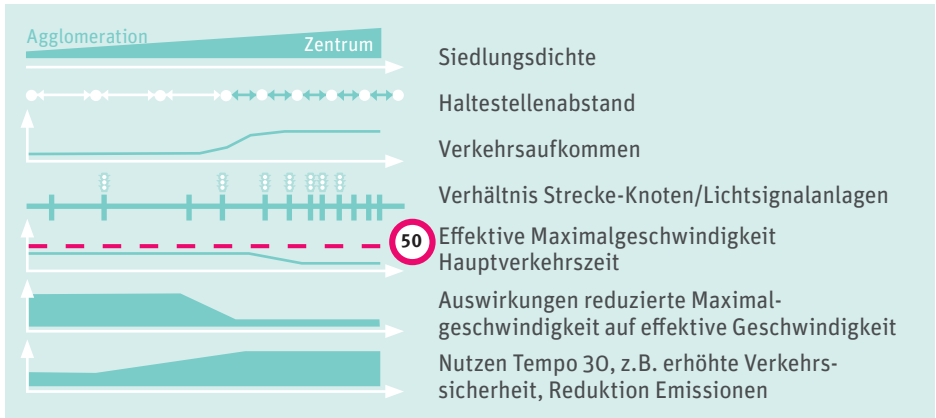 Agglomeration
Zentrum
Siedlungsdichte
Haltestellenabstand
Verkehrsaufkommen
Verhältnis Strecke-Knoten/Lichtsignalanlagen
50
Effektive Maximalgeschwindigkeit
Hauptverkehrszeit
Auswirkungen reduzierte Maximal-
geschwindigkeit auf effektive Geschwindigkeit
Nutzen Tempo 30, z.B. erhöhte Verkehrs-
sicherheit, Reduktion Emissionen